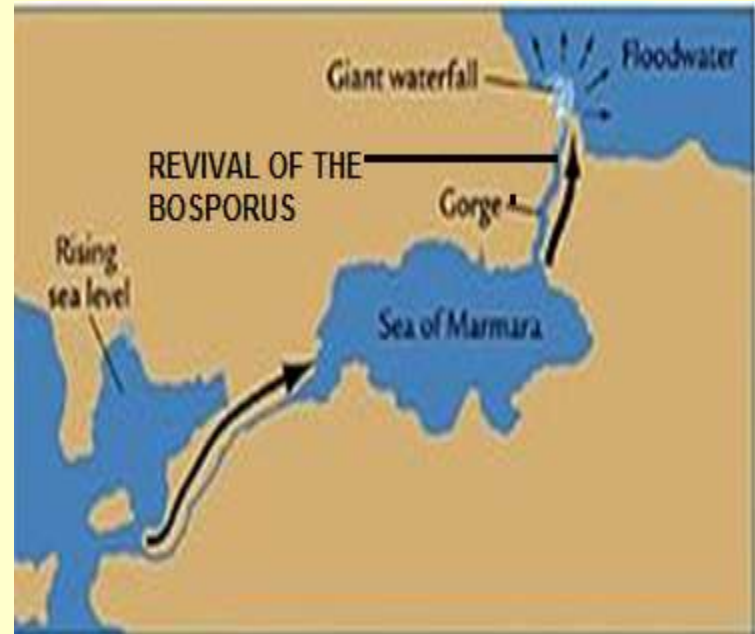 Floodwater
Giant waterfall
REVIVAL OF THE
BOSPORUS
Gorge
Rising
sea level
Sea of Marmara